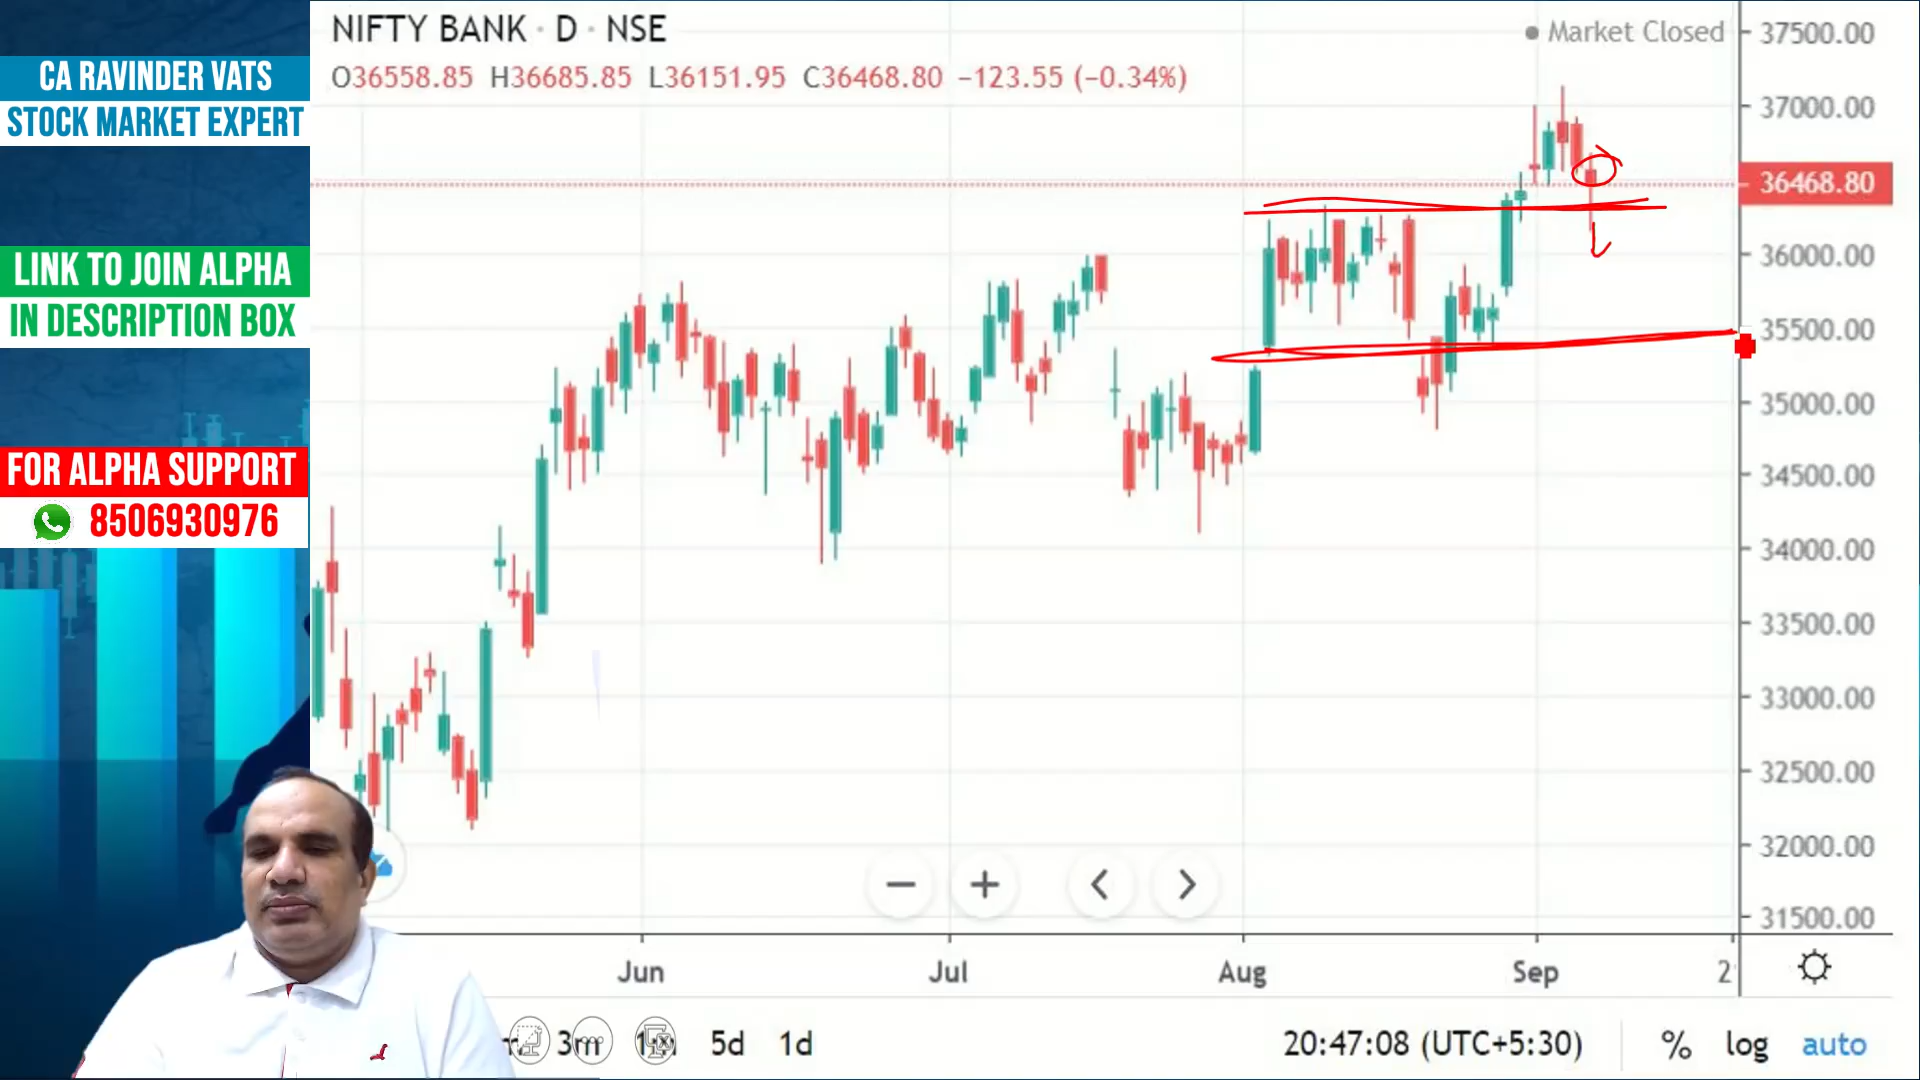 CA RAVINDER VATS
STOCK MARKET EXPERT
LINK TO JOIN ALPHA
IN DESCRIPTION BOX
FOR ALPHA SUPPORT
8506930976
NIFTY BANK · D · NSE
Market Closed
O36558.85 H36685.85 L36151.95 C36468.80 −123.55 (−0.34%)
37500.00
37000.00
36468.80
36000.00
35500.00
35000.00
34500.00
34000.00
33500.00
33000.00
32500.00
32000.00
31500.00
Jun Jul Aug Sep
3m 5d 1d
20:47:08 (UTC+5:30) % log auto